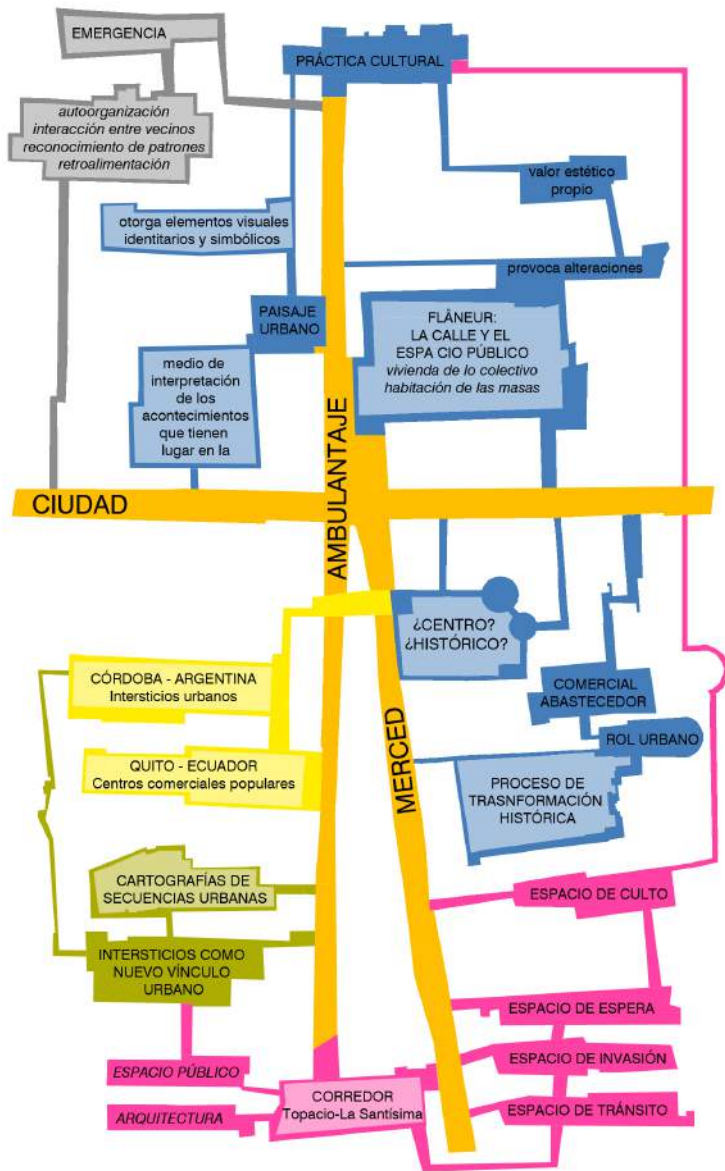 EMERGENCIA
PRÁCTICA CULTURAL
autoorganización
interacción entre vecinos
reconocimiento de patrones
retroalimentación
valor estético
propio
otorga elementos visuales
identitarios y simbólicos
provoca alteraciones
PAISAJE
URBANO
FLÂNEUR:
LA CALLE Y EL
ESPA CIO PÚBLICO
vivienda de lo colectivo
habitación de las masas
medio de
interpretación
de los
acontecimientos
que tienen
lugar en la
CIUDAD
AMBULANTAJE
¿CENTRO?
¿HISTÓRICO?
CÓRDOBA - ARGENTINA
Intersticios urbanos
COMERCIAL
ABASTECEDOR
MERCED
ROL URBANO
QUITO - ECUADOR
Centros comerciales populares
PROCESO DE
TRASNFORMACIÓN
HISTÓRICA
CARTOGRAFÍAS DE
SECUENCIAS URBANAS
ESPACIO DE CULTO
INTERSTICIOS COMO
NUEVO VÍNCULO
URBANO
ESPACIO DE ESPERA
ESPACIO PÚBLICO
ESPACIO DE INVASIÓN
CORREDOR
Topacio-La Santísima
ARQUITECTURA
ESPACIO DE TRÁNSITO